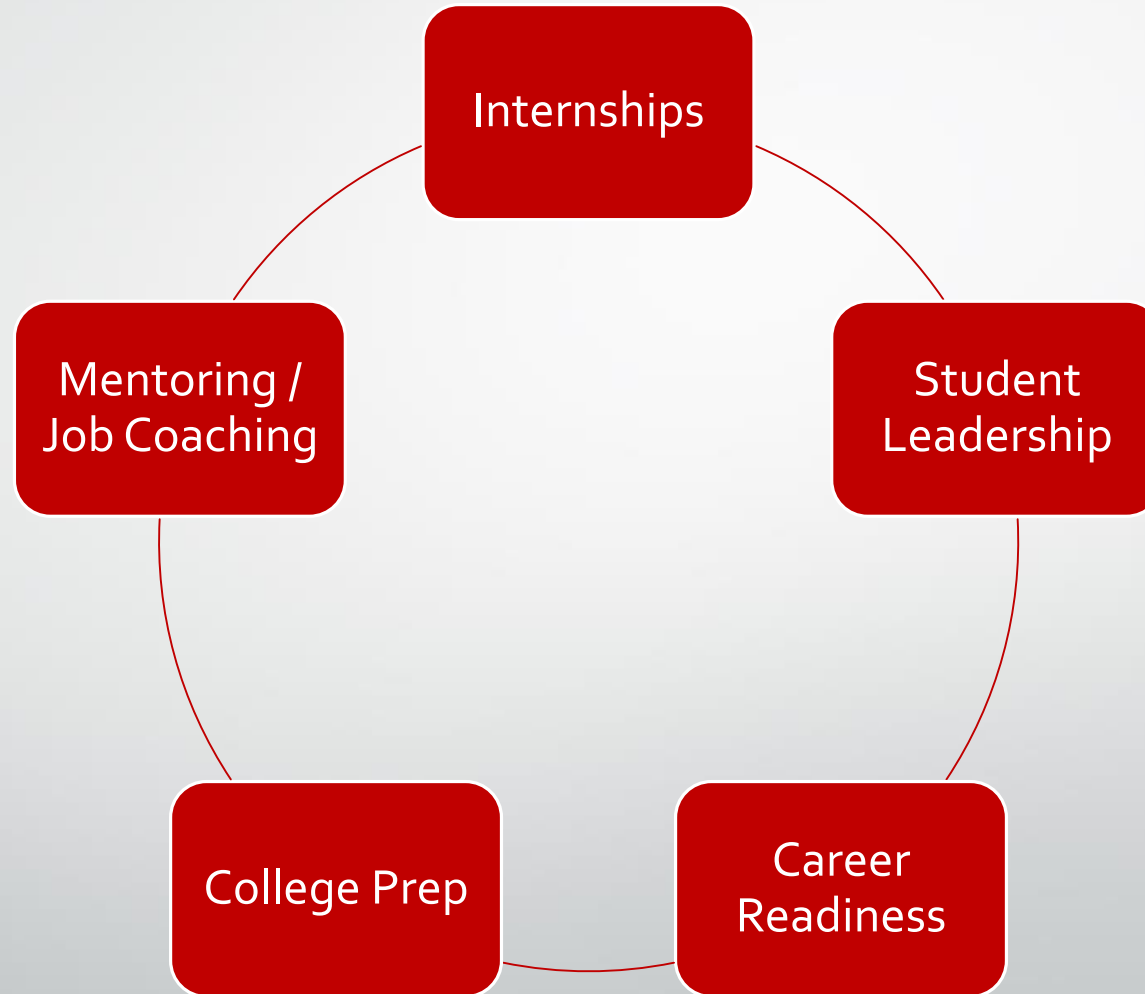 Internships
Mentoring /
Job Coaching
Student
Leadership
College Prep
Career
Readiness